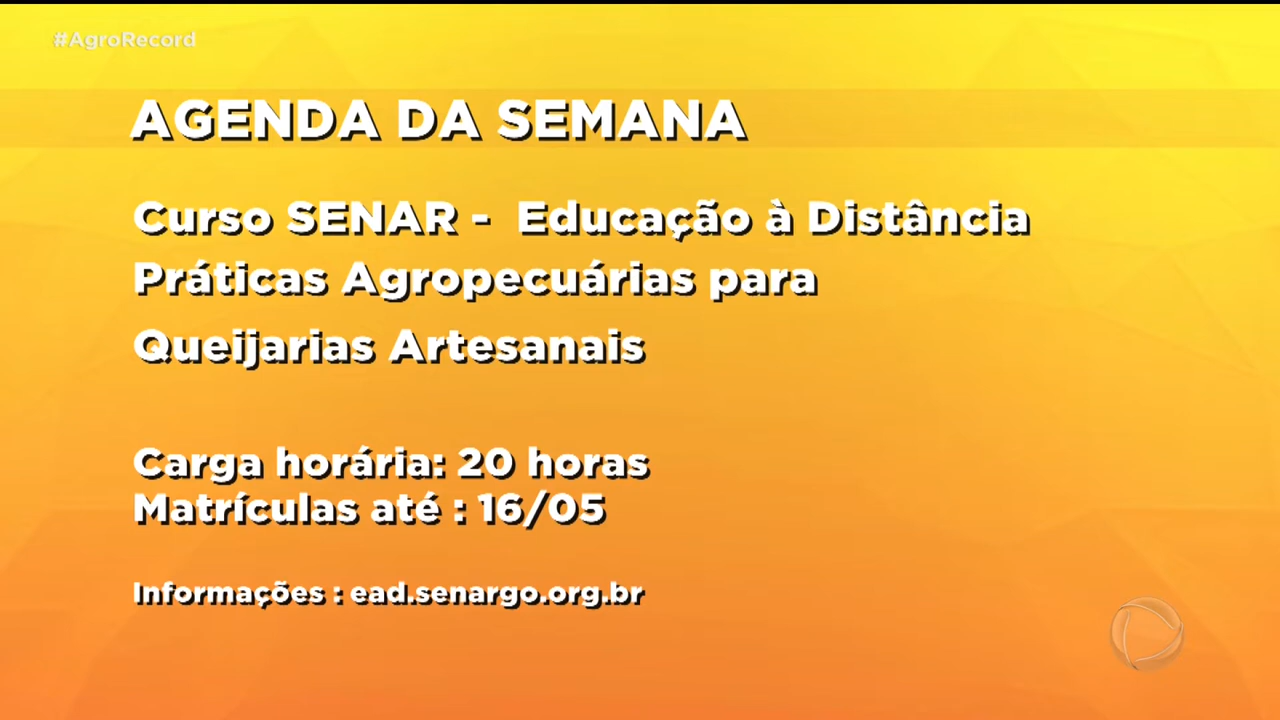 #AgroRecord
AGENDA DA SEMANA
Curso SENAR - Educação à Distância
Práticas Agropecuárias para
Queijarias Artesanais
Carga horária: 20 horas
Matrículas até : 16/05
Informações : ead.senargo.org.br